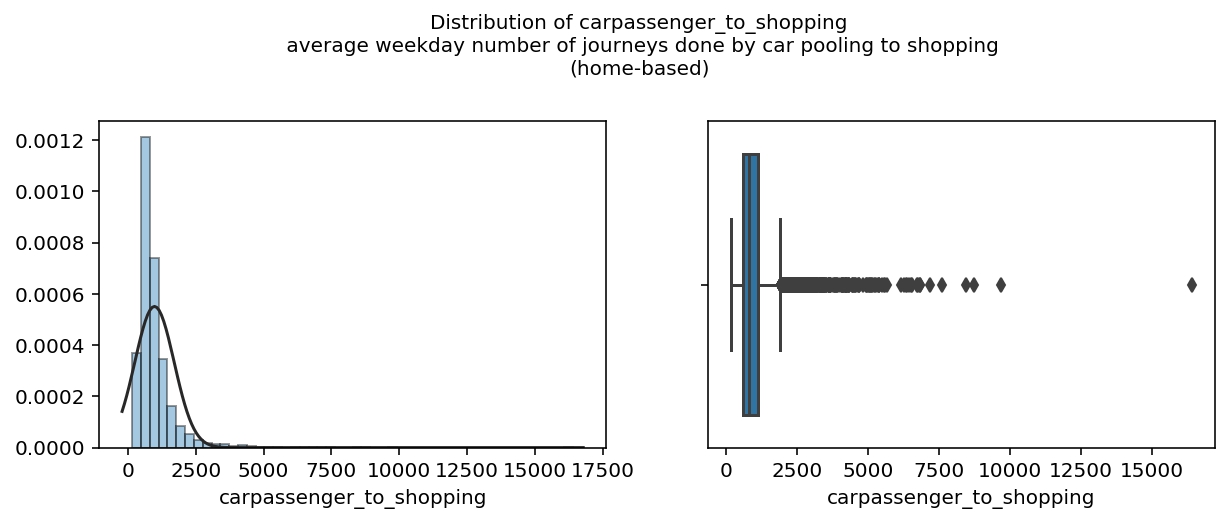 Distribution of carpassenger_to_shopping
average weekday number of journeys done by car pooling to shopping
(home-based)
0.0012
0.0010
0.0008
0.0006
0.0004
0.0002
0.0000
0 2500 5000 7500 10000 12500 15000 17500
carpassenger_to_shopping
0 2500 5000 7500 10000 12500 15000
carpassenger_to_shopping